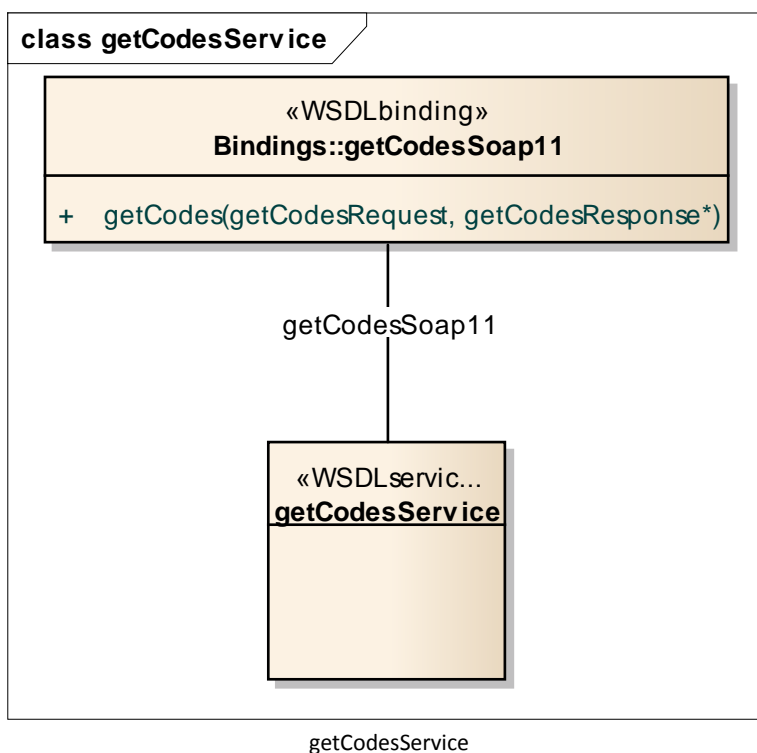 class getCodesService
«WSDLbinding»
Bindings::getCodesSoap11
+ getCodes(getCodesRequest, getCodesResponse*)
getCodesSoap11
«WSDLservic...
getCodesService
getCodesService